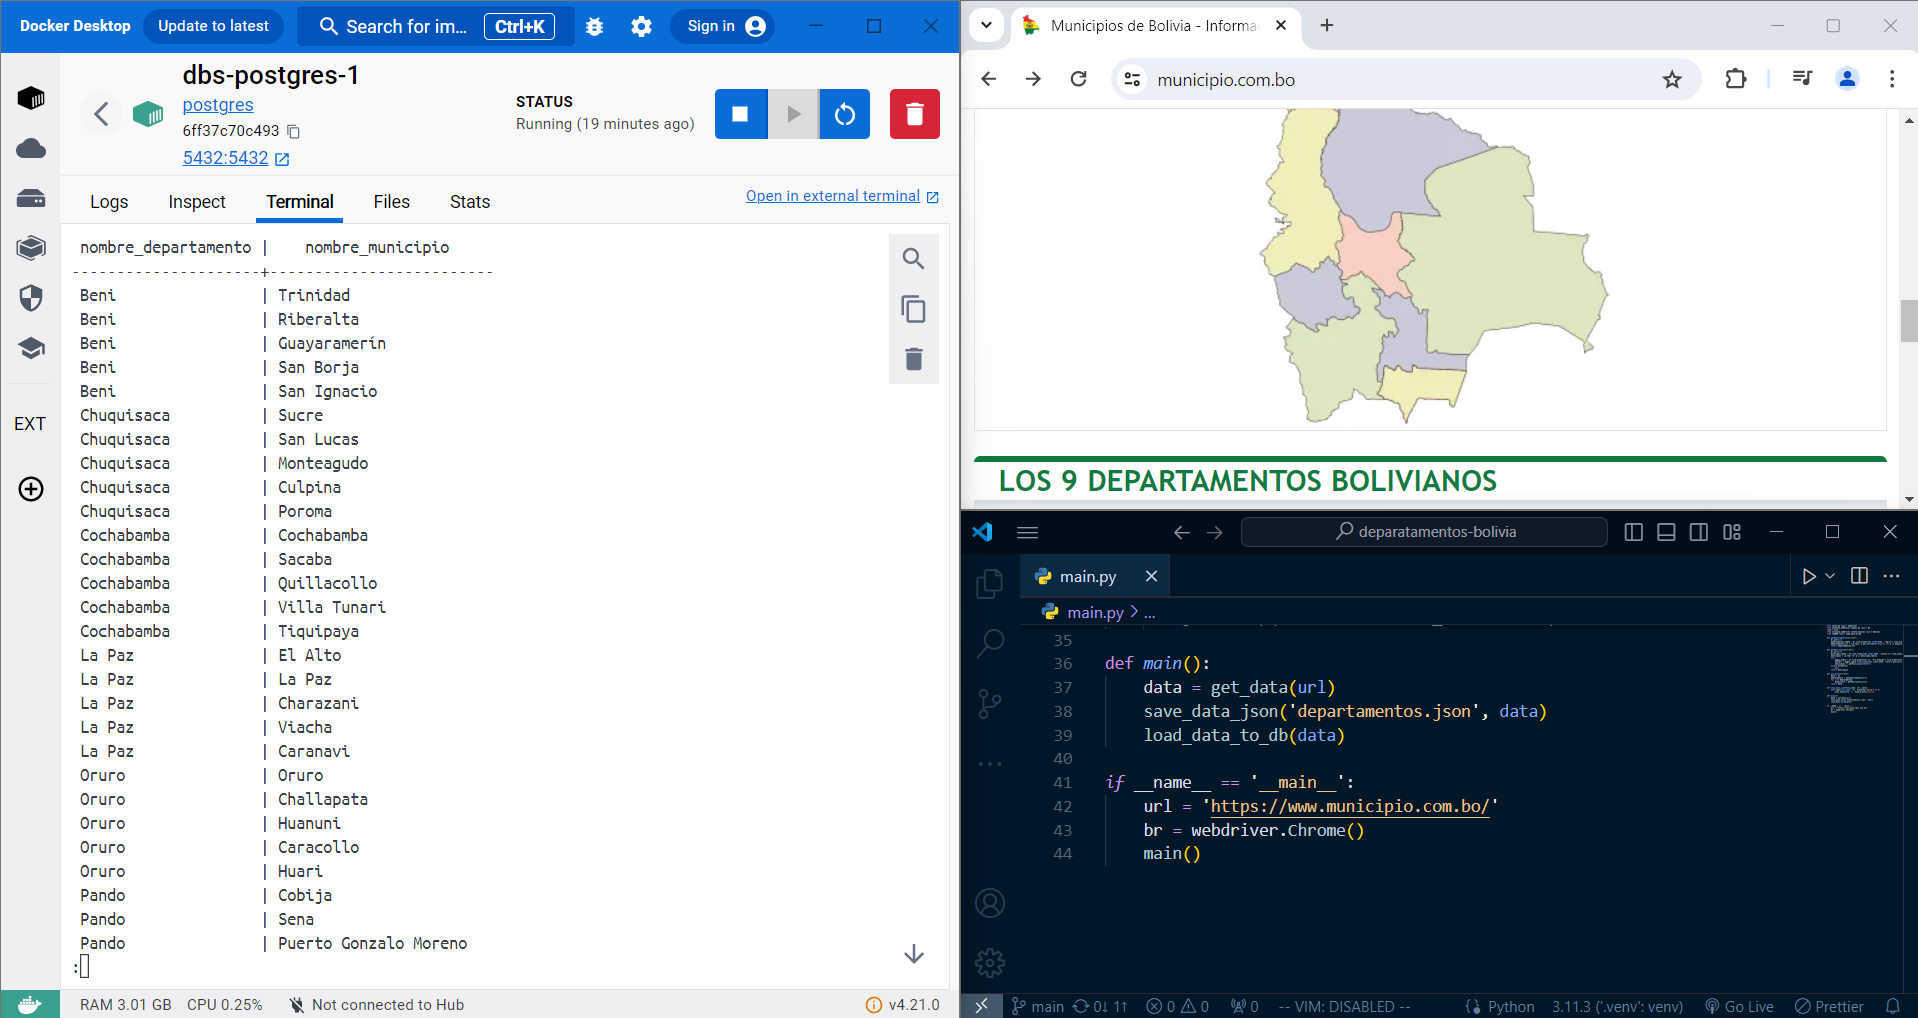 Docker Desktop
Update to latest
Search for im...
Ctrl+K
Sign in
dbs-postgres-1
postgres
6ff37c70c493
5432:5432
STATUS
Running (19 minutes ago)
Logs
Inspect
Terminal
Files
Stats
Open in external terminal
EXT
nombre_departamento |    nombre_municipio
---------------------+-------------------------
Beni | Trinidad
Beni | Riberalta
Beni | Guayaramerín
Beni | San Borja
Beni | San Ignacio
Chuquisaca | Sucre
Chuquisaca | San Lucas
Chuquisaca | Monteagudo
Chuquisaca | Culpina
Chuquisaca | Poroma
Cochabamba | Cochabamba
Cochabamba | Sacaba
Cochabamba | Quillacollo
Cochabamba | Villa Tunari
Cochabamba | Tiquipaya
La Paz | El Alto
La Paz | La Paz
La Paz | Charazani
La Paz | Viacha
La Paz | Caranavi
Oruro | Oruro
Oruro | Challapata
Oruro | Huanuni
Oruro | Caracollo
Oruro | Huari
Pando | Cobija
Pando | Sena
Pando | Puerto Gonzalo Moreno
:
RAM 3.01 GB
CPU 0.25%
Not connected to Hub
v4.21.0
Municipios de Bolivia - Informa
municipio.com.bo
LOS 9 DEPARTAMENTOS BOLIVIANOS
deparatamentos-bolivia
main.py
main.py > ...
35
36 def main():
37 data = get_data(url)
38 save_data_json('departamentos.json', data)
39 load_data_to_db(data)
40
41 if __name__ == '__main__':
42 url = 'https://www.municipio.com.bo/'
43 br = webdriver.Chrome()
44 main()
main
0↓ 1↑
0
0
0
-- VIM: DISABLED --
Python
3.11.3 ('.venv': venv)
Go Live
Prettier